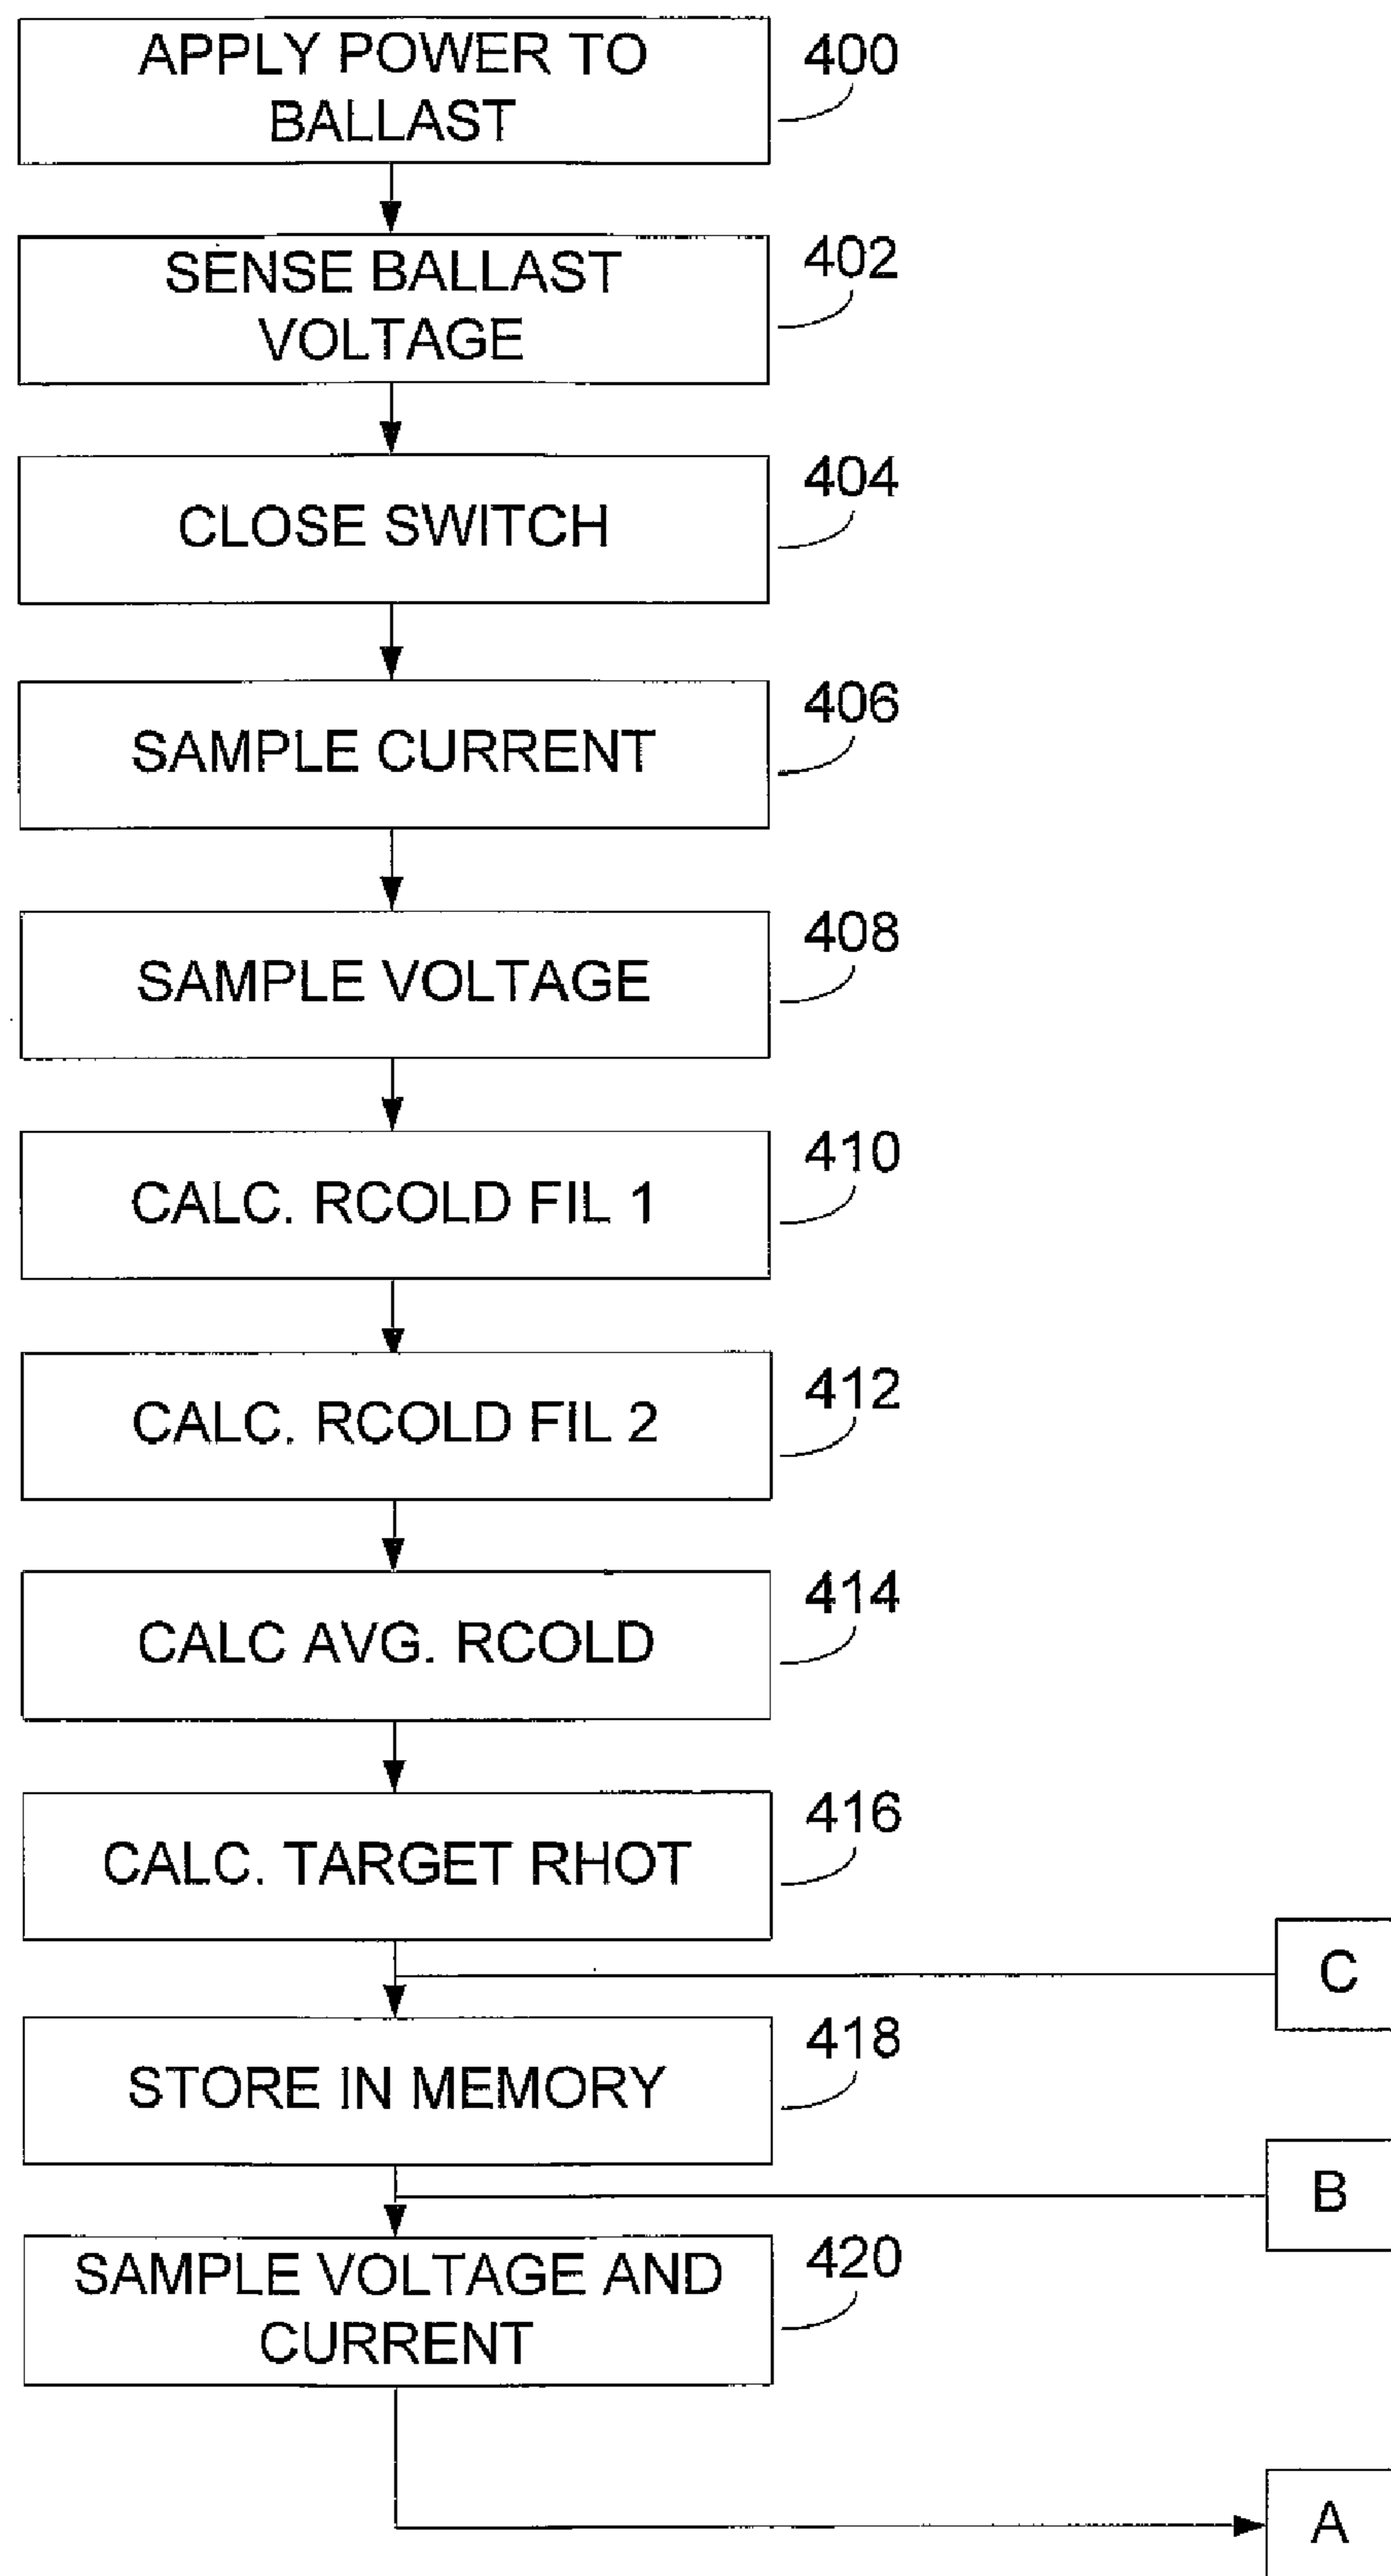 APPLY POWER TO
BALLAST
400
SENSE BALLAST
VOLTAGE
402
CLOSE SWITCH
404
SAMPLE CURRENT
406
SAMPLE VOLTAGE
408
CALC. RCOLD FIL 1
410
CALC. RCOLD FIL 2
412
CALC AVG. RCOLD
414
CALC. TARGET RHOT
416
C
STORE IN MEMORY
418
B
SAMPLE VOLTAGE AND
CURRENT
420
A